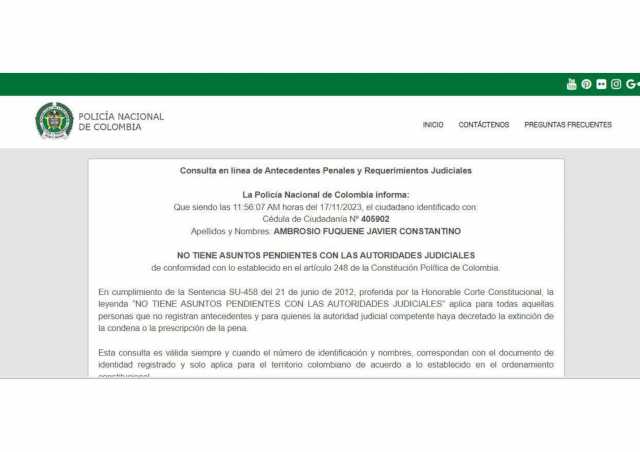 POLICÍA NACIONAL
DE COLOMBIA
INICIO CONTÁCTENOS PREGUNTAS FRECUENTES
Consulta en línea de Antecedentes Penales y Requerimientos Judiciales
La Policía Nacional de Colombia informa:
Que siendo las 11:56:07 AM horas del 17/11/2023, el ciudadano identificado con:
Cédula de Ciudadanía Nº 405902
Apellidos y Nombres: AMBROSIO FUQUENE JAVIER CONSTANTINO
NO TIENE ASUNTOS PENDIENTES CON LAS AUTORIDADES JUDICIALES
de conformidad con lo establecido en el artículo 248 de la Constitución Política de Colombia.
En cumplimiento de la Sentencia SU-458 del 21 de junio de 2012, proferida por la Honorable Corte Constitucional, la
leyenda "NO TIENE ASUNTOS PENDIENTES CON LAS AUTORIDADES JUDICIALES" aplica para todas aquellas
personas que no registran antecedentes y para quienes la autoridad judicial competente haya decretado la extinción de
la condena o la prescripción de la pena.
Esta consulta es válida siempre y cuando el número de identificación y nombres, correspondan con el documento de
identidad registrado y solo aplica para el territorio colombiano de acuerdo a lo establecido en el ordenamiento
constitucional.